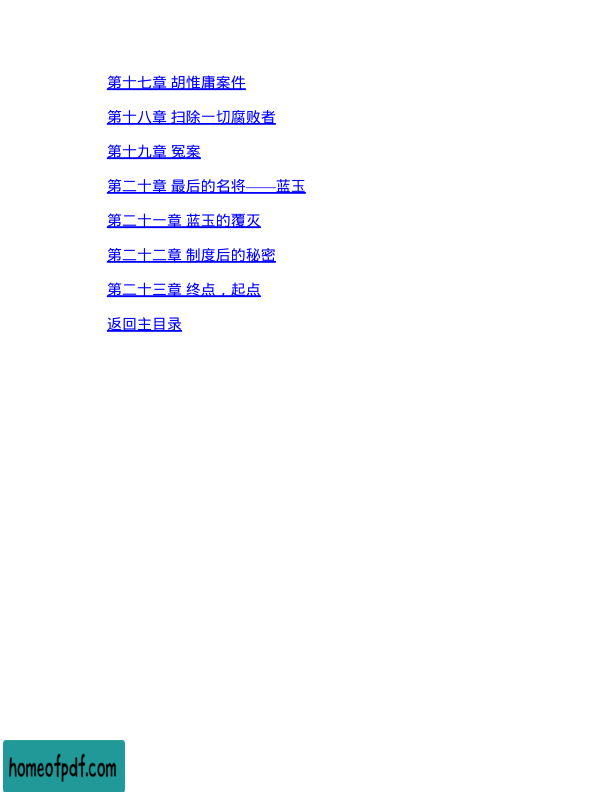 第十七章 胡惟庸案件
第十八章 扫除一切腐败者
第十九章 冤案
第二十章 最后的名将——蓝玉
第二十一章 蓝玉的覆灭
第二十二章 制度后的秘密
第二十三章 终点，起点
返回主目录
homeofpdf.com